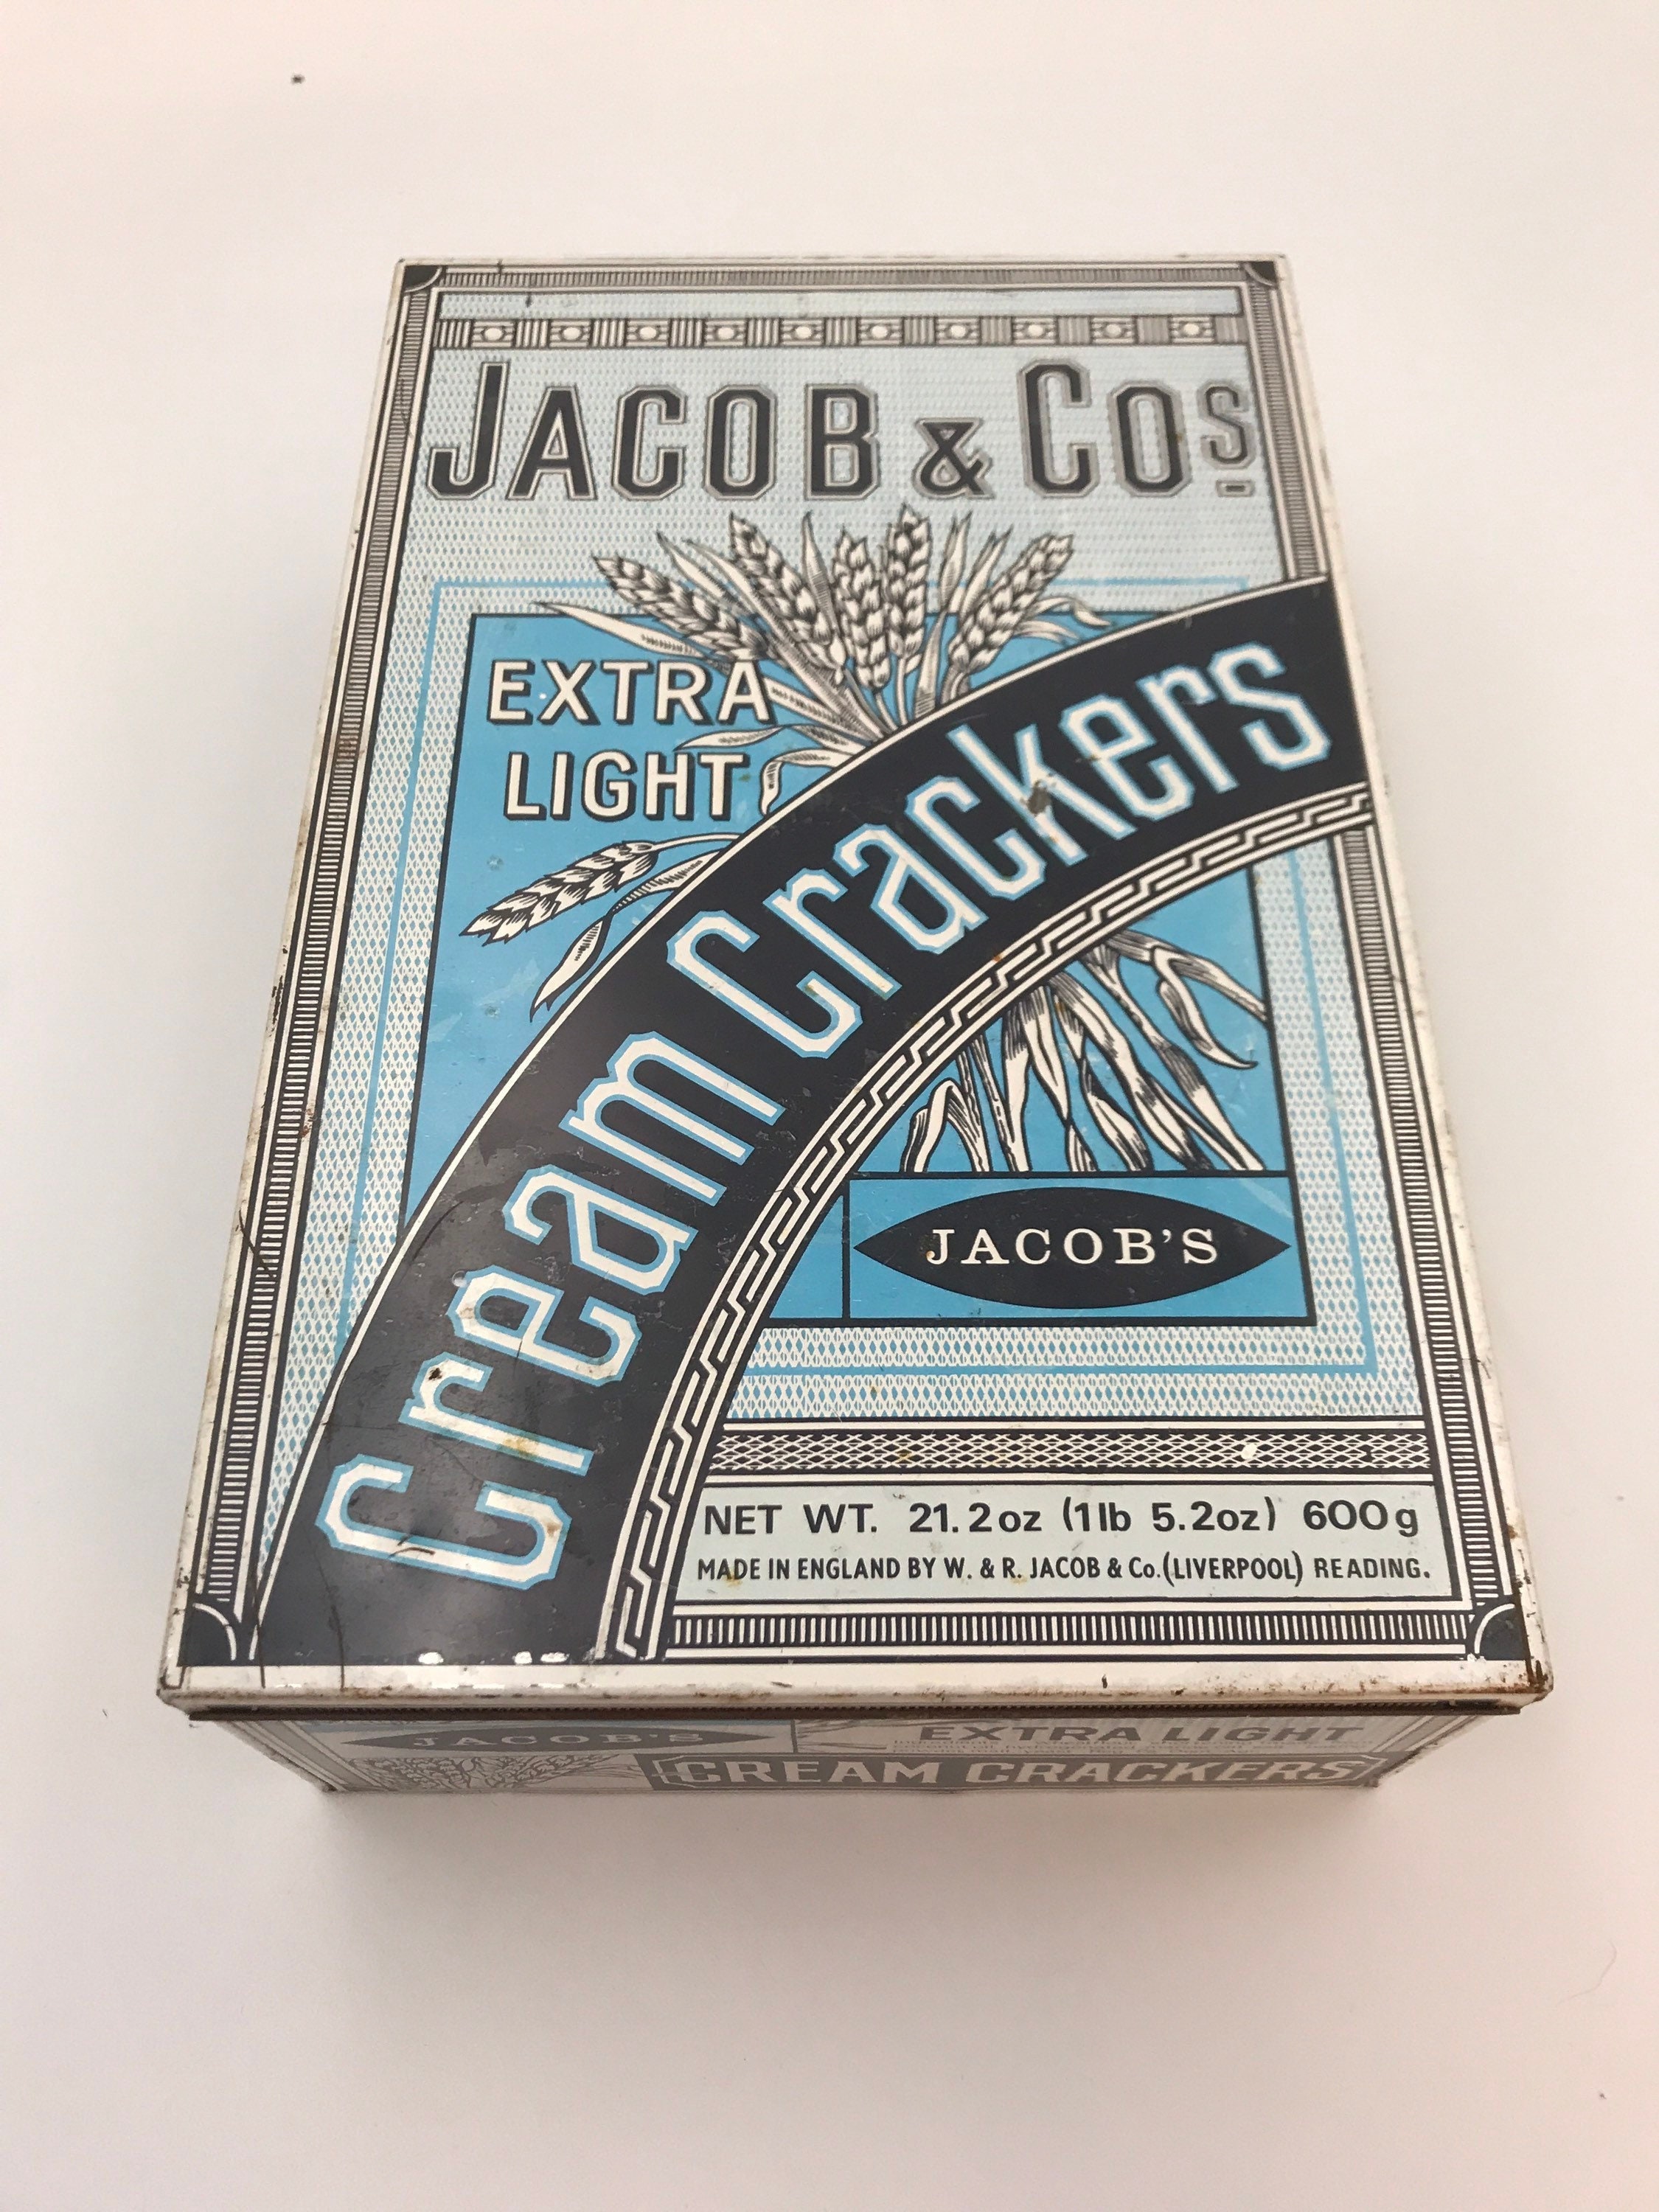 JACOB & COS
EXTRA
LIGHT
Cream Crackers
JACOB'S
NET WT. 21.2oz (1lb 5.2oz) 600g
MADE IN ENGLAND BY W. & R. JACOB & Co. (LIVERPOOL) READING.
JACOB'S
EXTRA LIGHT
CREAM CRACKERS